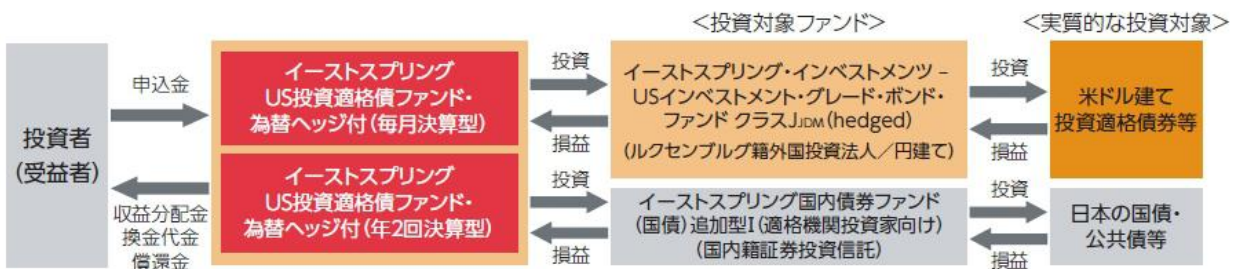 <投資対象ファンド>
<実質的な投資対象>
投資者
(受益者)
申込金
収益分配金
換金代金
償還金
イーストスプリング
US投資適格債ファンド・
為替ヘッジ付(毎月決算型)
イーストスプリング
US投資適格債ファンド・
為替ヘッジ付(年2回決算型)
投資
損益
投資
損益
イーストスプリング・インベストメンツ –
USインベストメント・グレード・ボンド・
ファンド クラスJJDM(hedged)
(ルクセンブルグ籍外国投資法人/円建て)
イーストスプリング国内債券ファンド
(国債)追加型I(適格機関投資家向け)
(国内籍証券投資信託)
投資
損益
投資
損益
米ドル建て
投資適格債券等
日本の国債・
公共債等